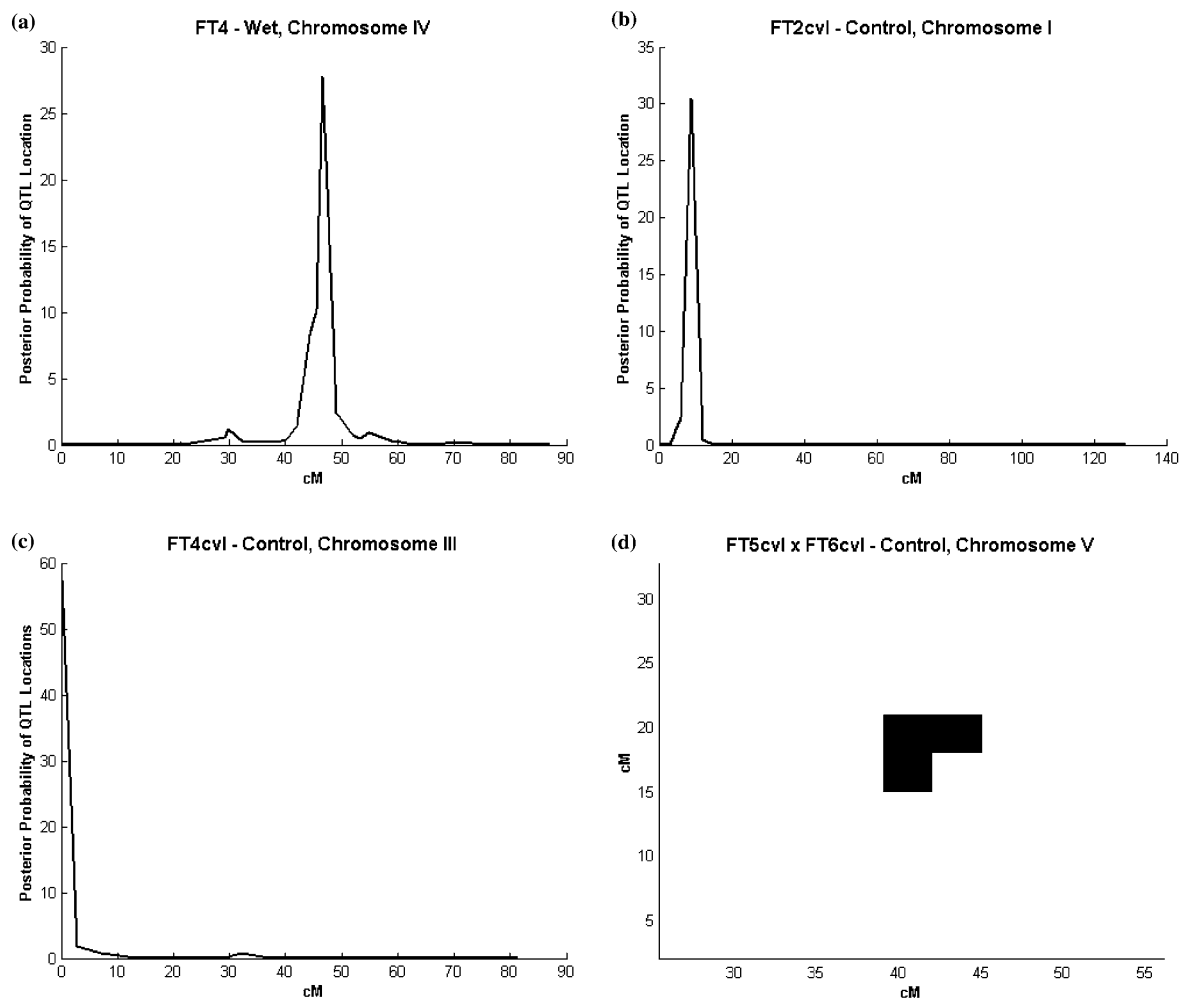 (a)
FT4 - Wet, Chromosome IV
Posterior Probability of QTL Location
30
25
20
15
10
5
0
0 10 20 30 40 50 60 70 80 90
cM
(b)
FT2cvl - Control, Chromosome I
Posterior Probability of QTL Location
35
30
25
20
15
10
5
0
0 20 40 60 80 100 120 140
cM
(c)
FT4cvl - Control, Chromosome III
Posterior Probability of QTL Locations
60
50
40
30
20
10
0
0 10 20 30 40 50 60 70 80 90
cM
(d)
FT5cvl x FT6cvl - Control, Chromosome V
cM
30
25
20
15
10
5
30 35 40 45 50 55
cM